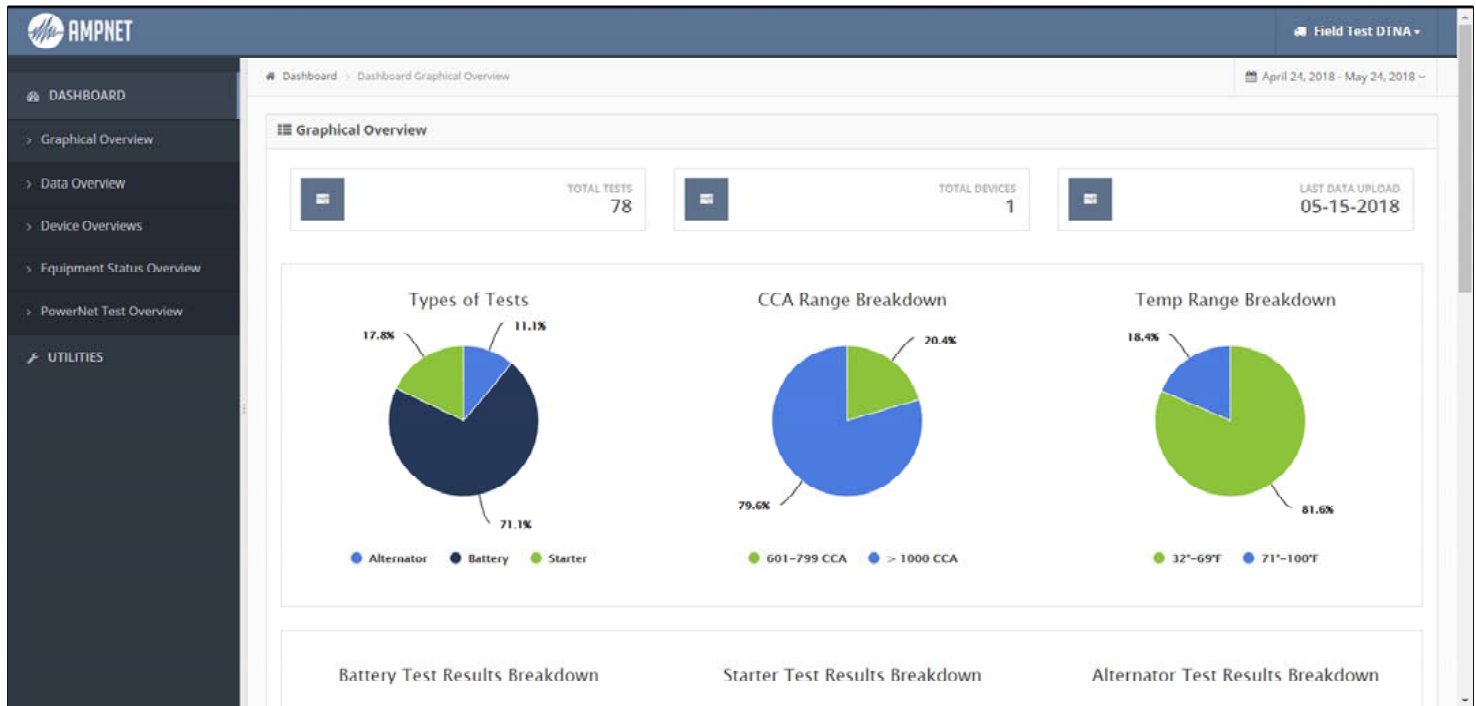 AMPNET
Field Test DTNA
DASHBOARD
Graphical Overview
Data Overview
Device Overviews
Equipment Status Overview
PowerNet Test Overview
UTILITIES
Dashboard > Dashboard Graphical Overview
April 24, 2018 - May 24, 2018
Graphical Overview
TOTAL TESTS
78
TOTAL DEVICES
1
LAST DATA UPLOAD
05-15-2018
Types of Tests
17.8%
11.1%
71.1%
Alternator Battery Starter
CCA Range Breakdown
20.4%
79.6%
601-799 CCA > 1000 CCA
Temp Range Breakdown
18.4%
81.6%
32°-69°F 71°-100°F
Battery Test Results Breakdown
Starter Test Results Breakdown
Alternator Test Results Breakdown